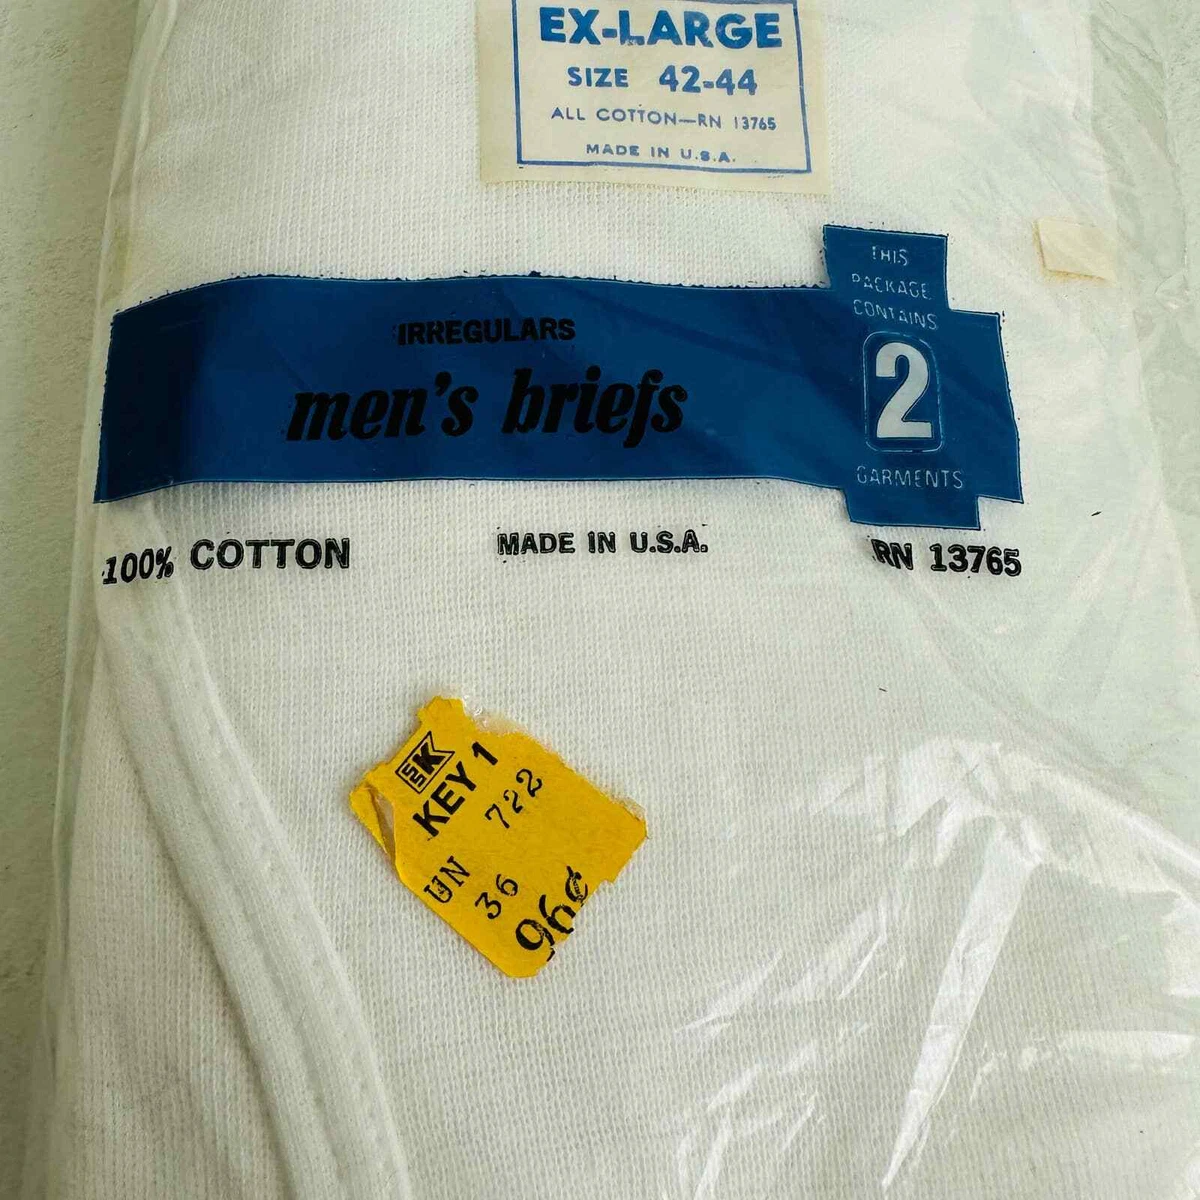 EX-LARGE
SIZE 42-44
ALL COTTON—RN 13765
MADE IN U.S.A.
THIS
PACKAGE
CONTAINS
2
GARMENTS
IRREGULARS
men's briefs
100% COTTON MADE IN U.S.A. RN 13765
SK
KEY 1
722
UN
36
96¢